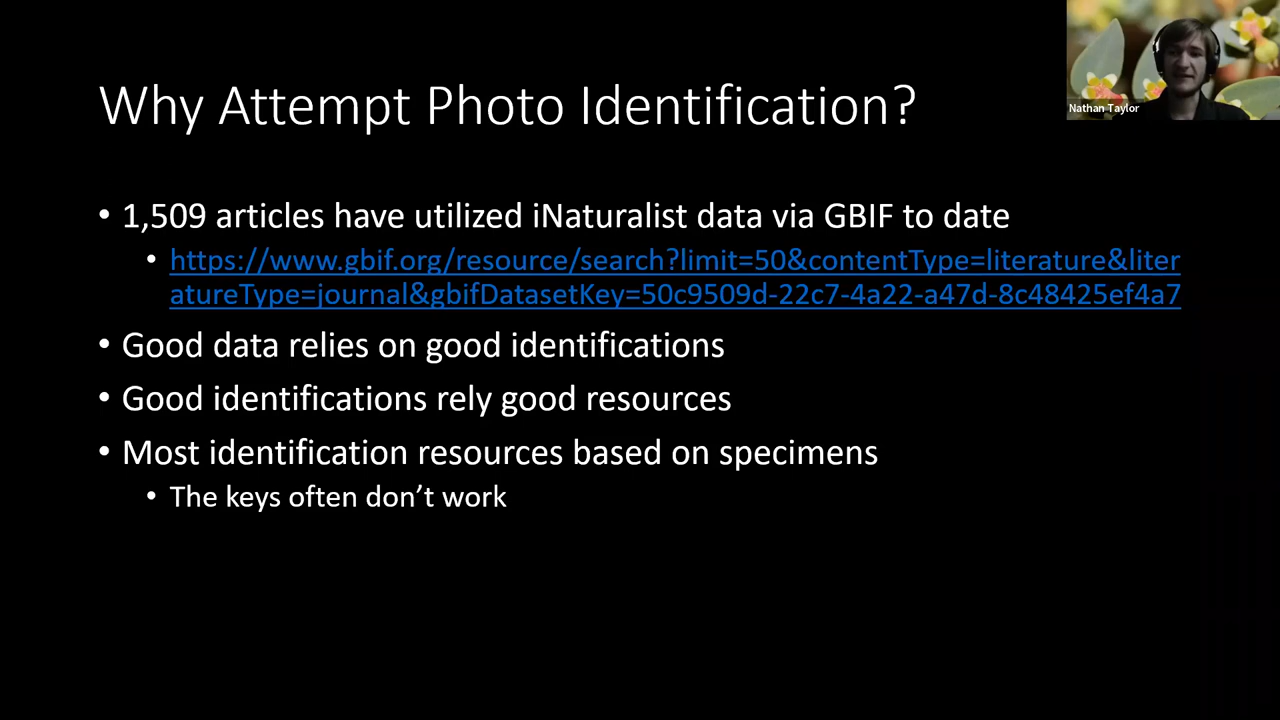 Why Attempt Photo Identification?
Nathan Taylor
• 1,509 articles have utilized iNaturalist data via GBIF to date
• https://www.gbif.org/resource/search?limit=50&contentType=literature&liter
atureType=journal&gbifDatasetKey=50c9509d-22c7-4a22-a47d-8c48425ef4a7
• Good data relies on good identifications
• Good identifications rely good resources
• Most identification resources based on specimens
• The keys often don’t work